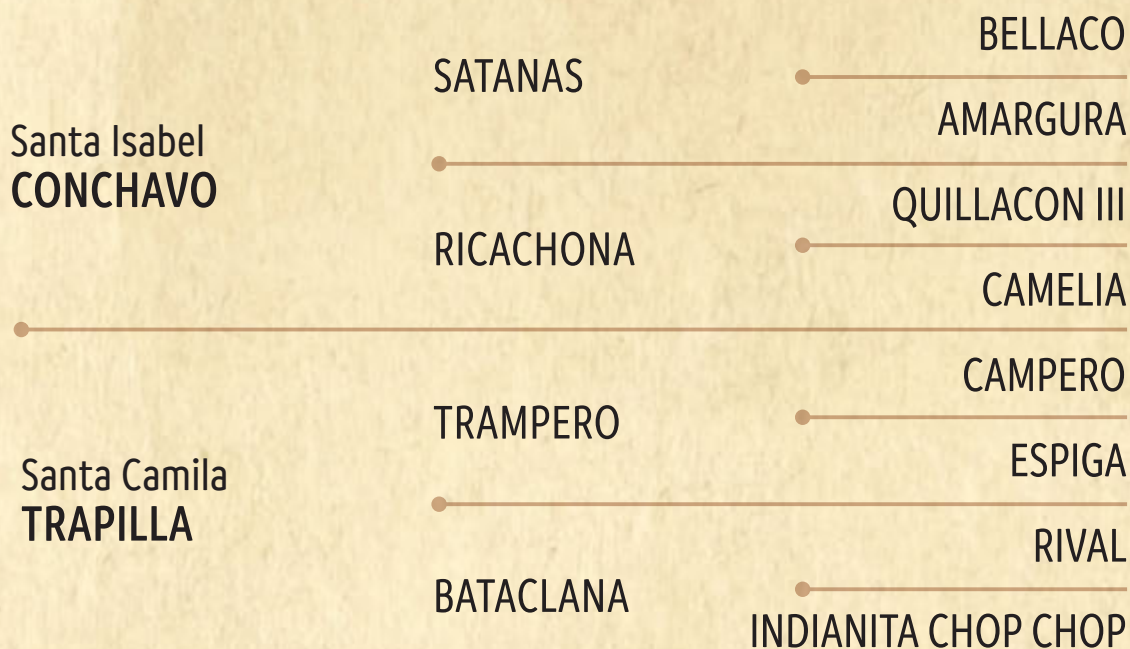 BELLACO
SATANAS
AMARGURA
Santa Isabel
CONCHAVO
QUILLACON III
RICACHONA
CAMELIA
CAMPERO
TRAMPERO
ESPIGA
Santa Camila
TRAPILLA
RIVAL
BATACLANA
INDIANITA CHOP CHOP